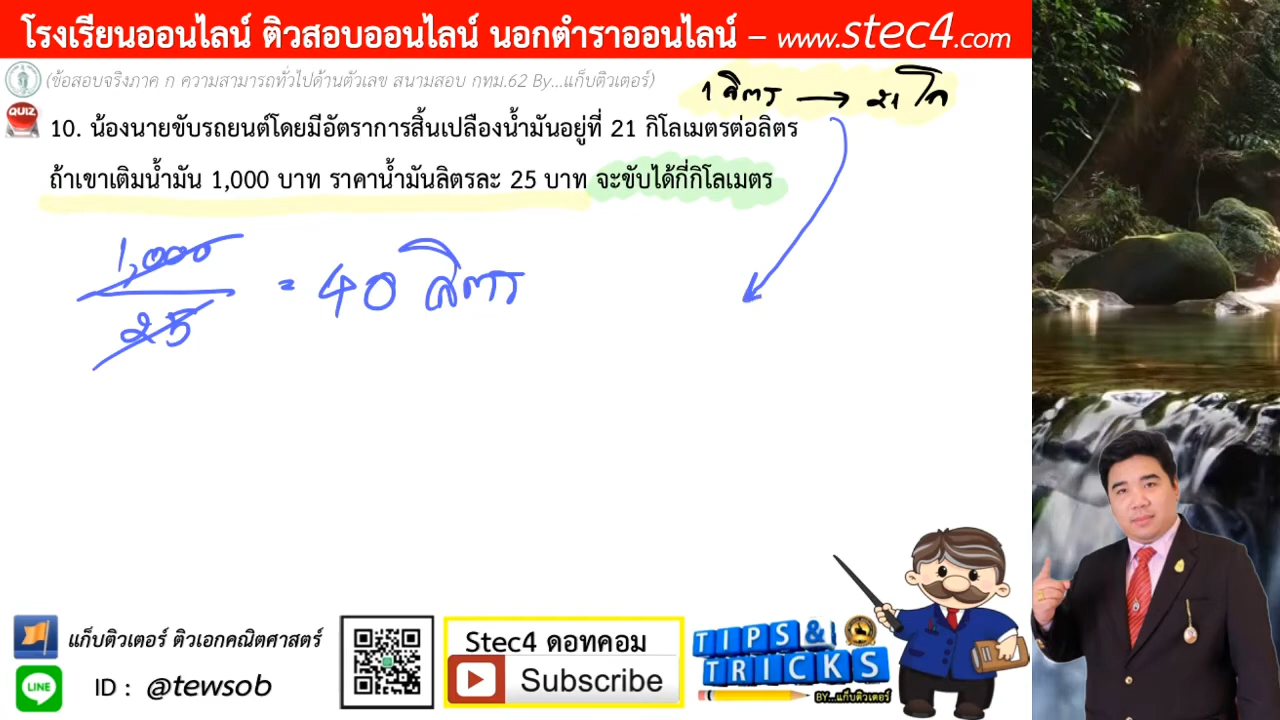 โรงเรียนออนไลน์ ติวสอบออนไลน์ นอกตำราออนไลน์ – www.stec4.com
(ข้อสอบจริงภาค ก ความสามารถทั่วไปด้านตัวเลข สนามสอบ กทม.62 By...แก็บติวเตอร์)
1 ลิตร → 21 โล
QUIZ
10. น้องนายขับรถยนต์โดยมีอัตราการสิ้นเปลืองน้ำมันอยู่ที่ 21 กิโลเมตรต่อลิตร
ถ้าเขาเติมน้ำมัน 1,000 บาท ราคาน้ำมันลิตรละ 25 บาท จะขับได้กี่กิโลเมตร
1,000
= 40 ลิตร
25
แก็บติวเตอร์ ติวเอกคณิตศาสตร์
LINE
ID : @tewsob
Stec4 ดอทคอม
Subscribe
TIPS &
TRICKS
BY...แก็บติวเตอร์